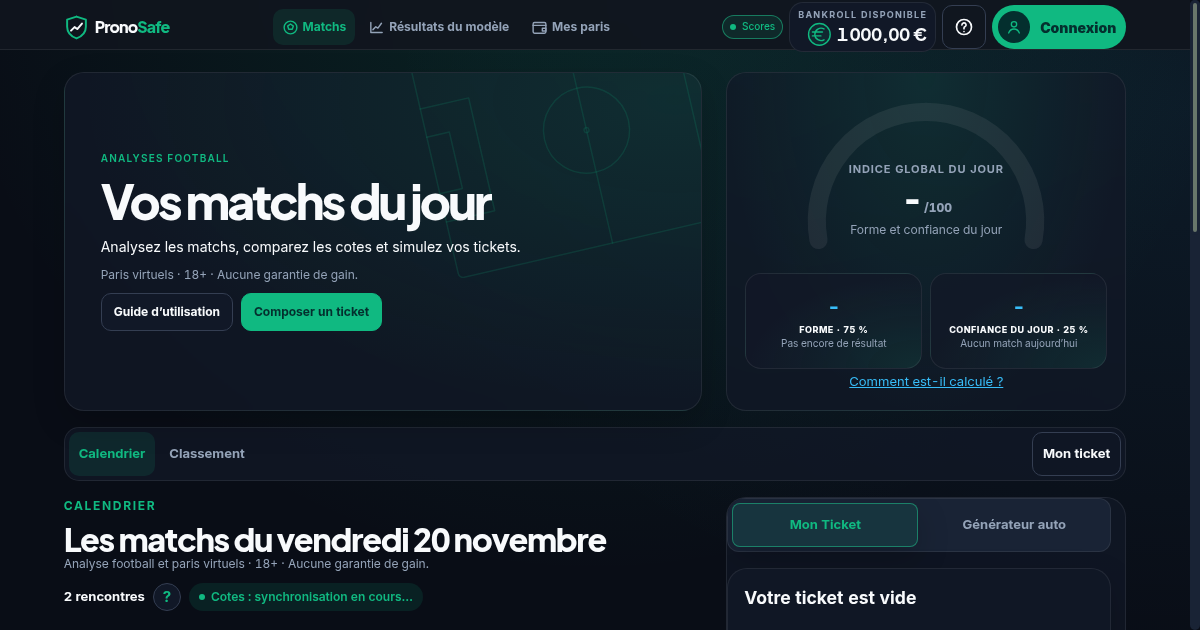 PronoSafe
Matchs
Résultats du modèle
Mes paris
Scores
BANKROLL DISPONIBLE
1 000,00 €
Connexion
ANALYSES FOOTBALL
Vos matchs du jour
Analysez les matchs, comparez les cotes et simulez vos tickets.
Paris virtuels · 18+ · Aucune garantie de gain.
Guide d’utilisation
Composer un ticket
INDICE GLOBAL DU JOUR
- /100
Forme et confiance du jour
-
FORME · 75 %
Pas encore de résultat
-
CONFIANCE DU JOUR · 25 %
Aucun match aujourd’hui
Comment est-il calculé ?
Calendrier
Classement
Mon ticket
CALENDRIER
Les matchs du vendredi 20 novembre
Analyse football et paris virtuels · 18+ · Aucune garantie de gain.
2 rencontres
?
Cotes : synchronisation en cours…
Mon Ticket
Générateur auto
Votre ticket est vide